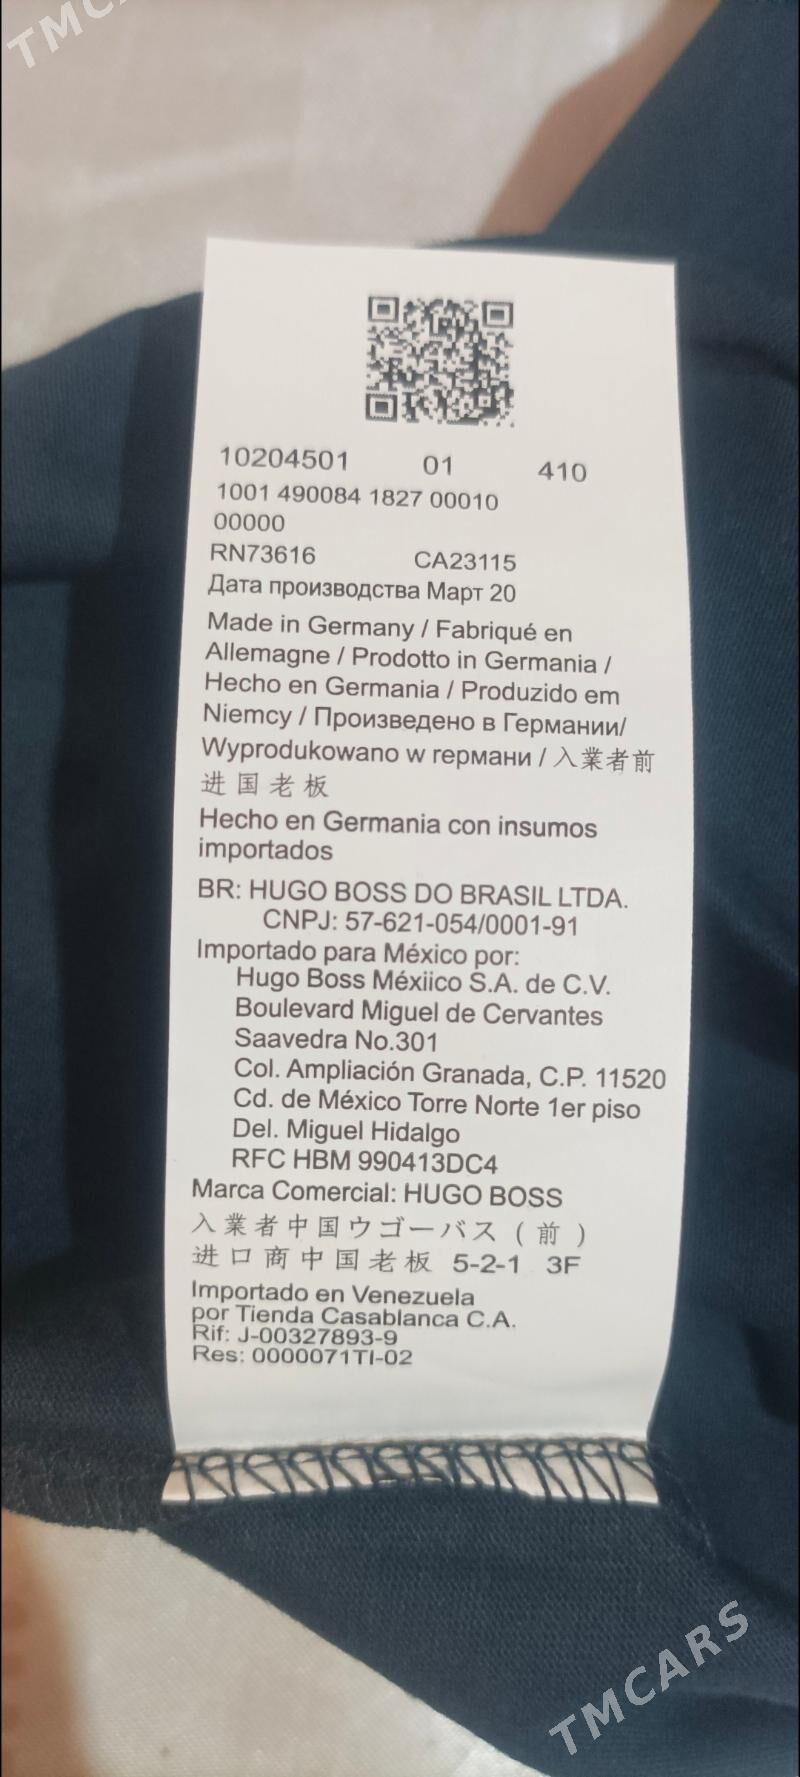 TMCA
10204501 01 410
1001 490084 1827 00010
00000
RN73616 CA23115
Дата производства Март 20
Made in Germany / Fabriqué en
Allemagne / Prodotto in Germania /
Hecho en Germania / Produzido em
Niemcy / Произведено в Германии/
Wyprodukowano w германи / 入業者前
进国老板
Hecho en Germania con insumos
importados
BR: HUGO BOSS DO BRASIL LTDA.
CNPJ: 57-621-054/0001-91
Importado para México por:
Hugo Boss Méxiico S.A. de C.V.
Boulevard Miguel de Cervantes
Saavedra No.301
Col. Ampliación Granada, C.P. 11520
Cd. de México Torre Norte 1er piso
Del. Miguel Hidalgo
RFC HBM 990413DC4
Marca Comercial: HUGO BOSS
入業者中国ウゴーバス(前)
进口商中国老板 5-2-1 3F
Importado en Venezuela
por Tienda Casablanca C.A.
Rif: J-00327893-9
Res: 0000071TI-02
TMCARS